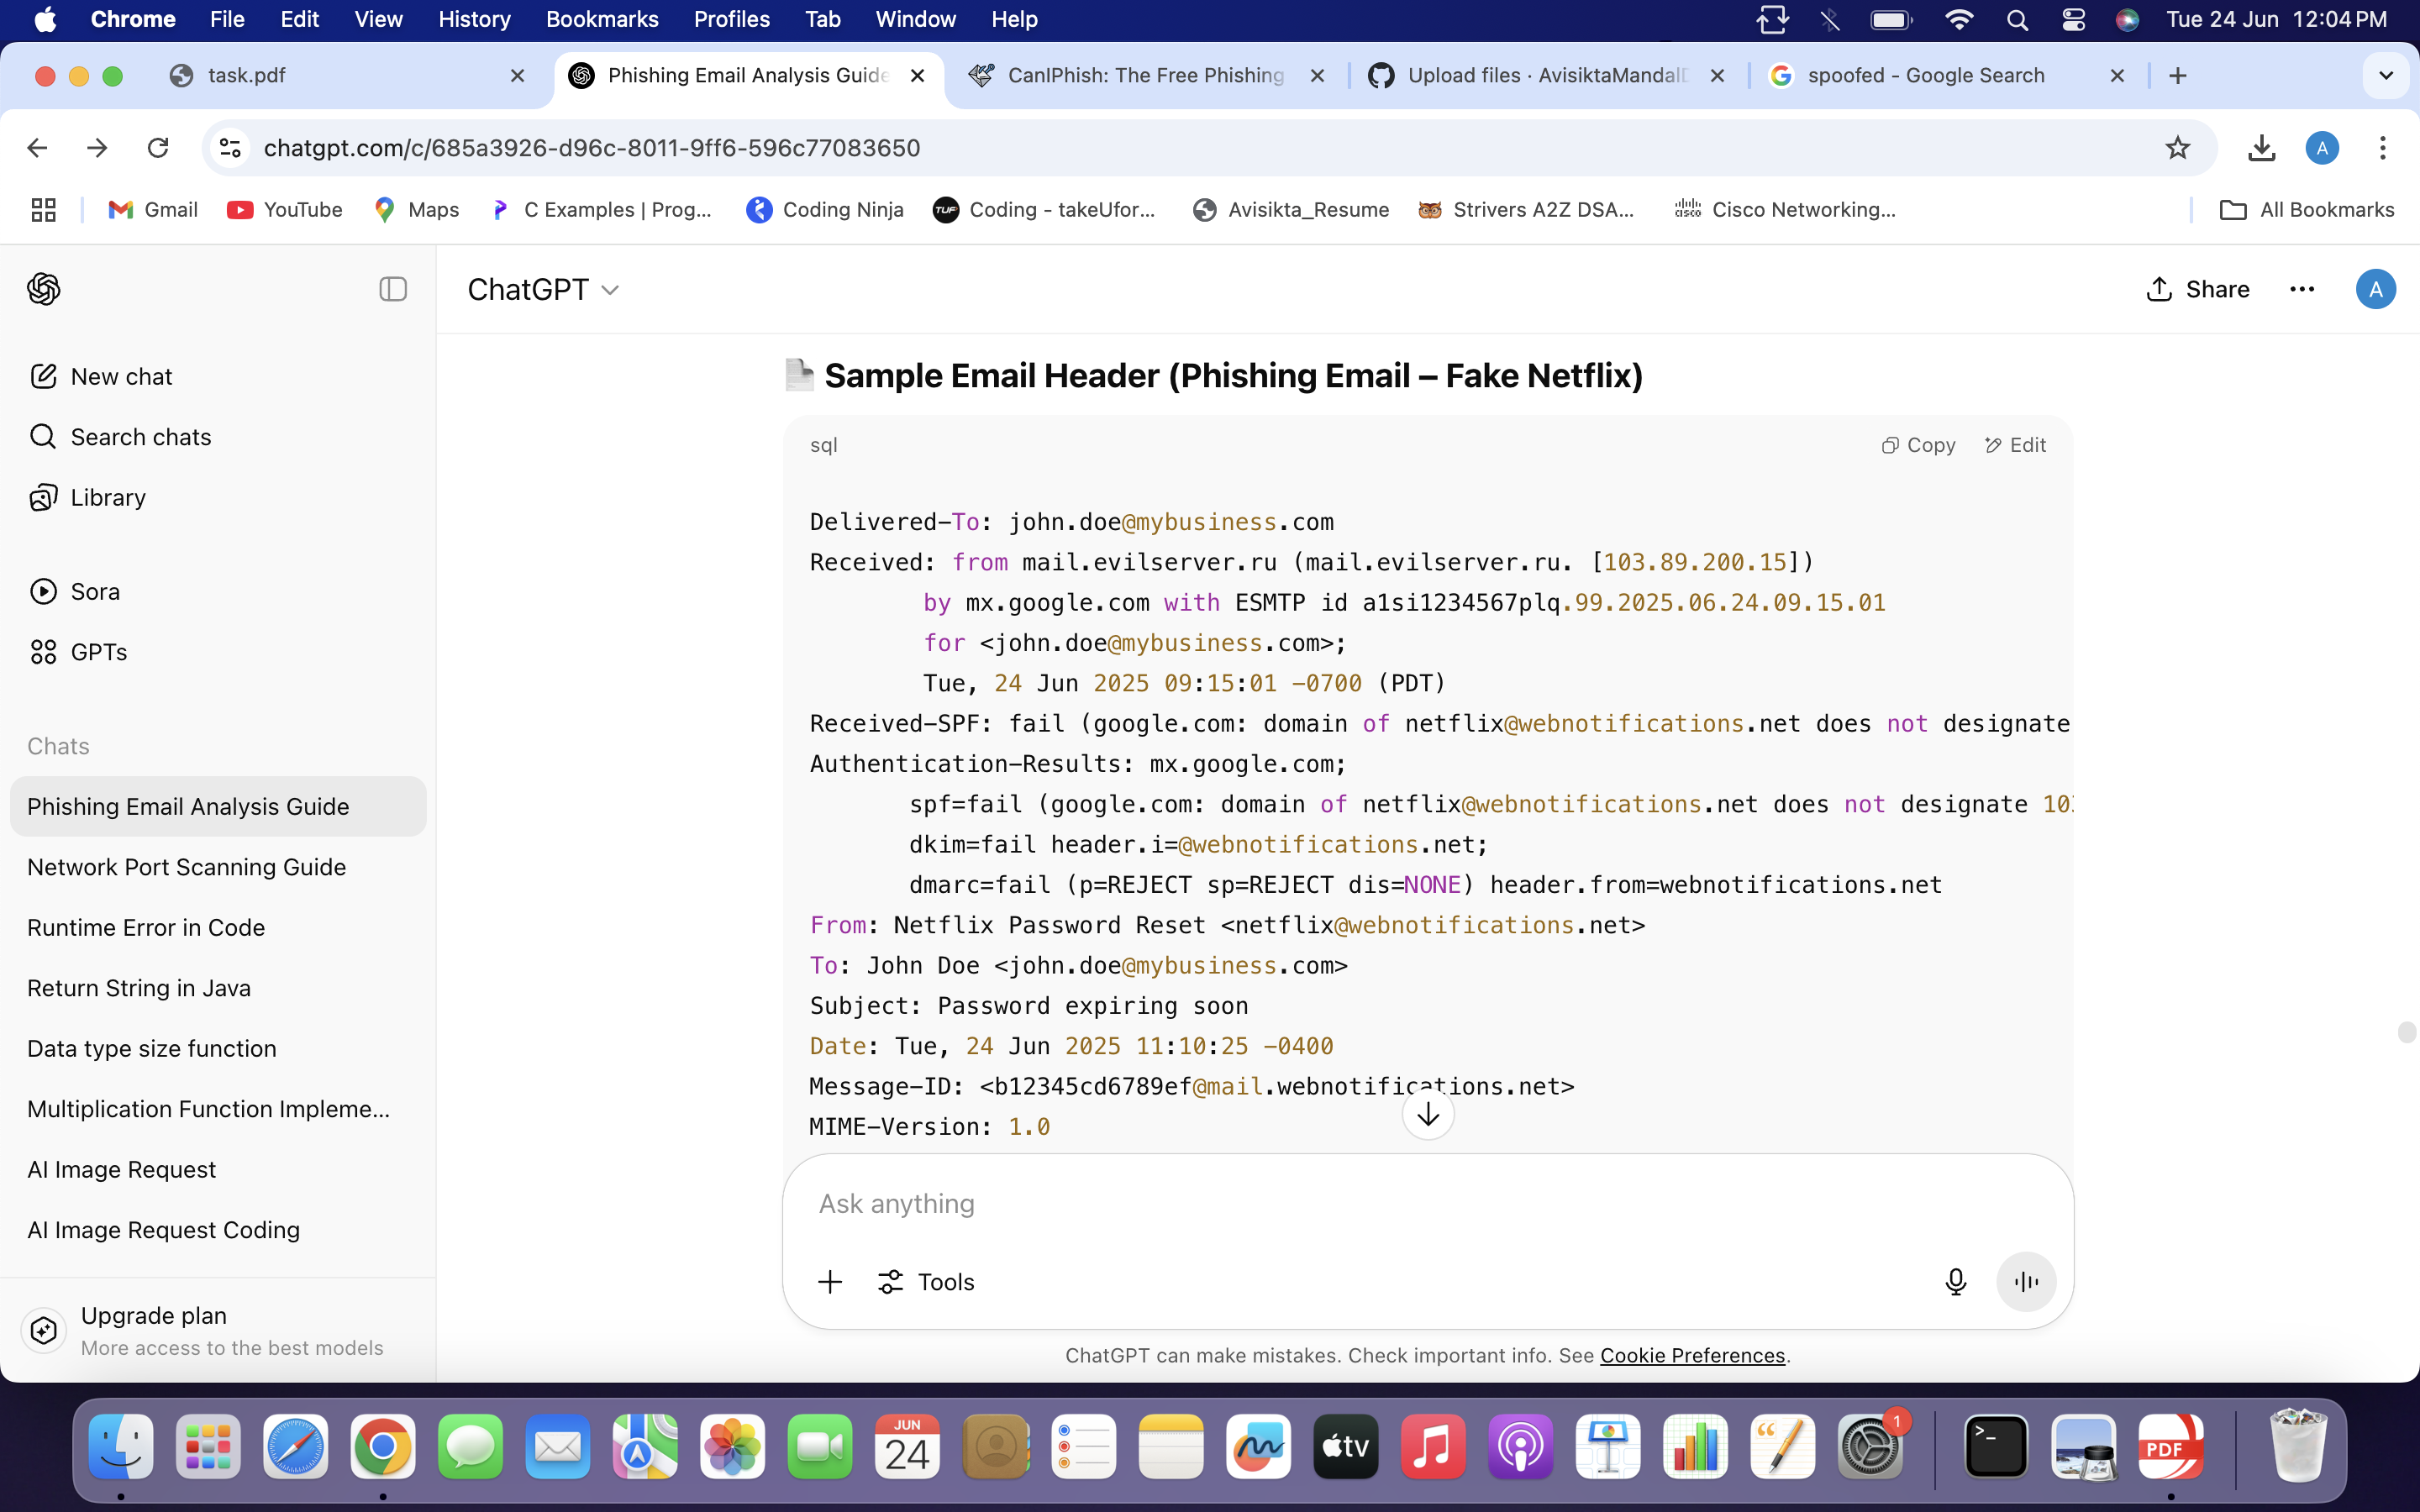 Chrome File Edit View History Bookmarks Profiles Tab Window Help Tue 24 Jun 12:04 PM
task.pdf Phishing Email Analysis Guide CanIPhish: The Free Phishing Upload files · AvisiktaMandalD spoofed - Google Search
chatgpt.com/c/685a3926-d96c-8011-9ff6-596c77083650 A
Gmail YouTube Maps C Examples | Prog... Coding Ninja TUF Coding - takeUfor... Avisikta_Resume Strivers A2Z DSA... cisco Cisco Networking... All Bookmarks
ChatGPT Share A
New chat
Search chats
Library
Sora
GPTs
Chats
Phishing Email Analysis Guide
Network Port Scanning Guide
Runtime Error in Code
Return String in Java
Data type size function
Multiplication Function Impleme...
AI Image Request
AI Image Request Coding
Upgrade plan
More access to the best models
Sample Email Header (Phishing Email – Fake Netflix)
sql Copy Edit
Delivered-To: john.doe@mybusiness.com
Received: from mail.evilserver.ru (mail.evilserver.ru. [103.89.200.15])
by mx.google.com with ESMTP id a1si1234567plq.99.2025.06.24.09.15.01
for <john.doe@mybusiness.com>;
Tue, 24 Jun 2025 09:15:01 -0700 (PDT)
Received-SPF: fail (google.com: domain of netflix@webnotifications.net does not designate
Authentication-Results: mx.google.com;
spf=fail (google.com: domain of netflix@webnotifications.net does not designate 103
dkim=fail header.i=@webnotifications.net;
dmarc=fail (p=REJECT sp=REJECT dis=NONE) header.from=webnotifications.net
From: Netflix Password Reset <netflix@webnotifications.net>
To: John Doe <john.doe@mybusiness.com>
Subject: Password expiring soon
Date: Tue, 24 Jun 2025 11:10:25 -0400
Message-ID: <b12345cd6789ef@mail.webnotifications.net>
MIME-Version: 1.0
Ask anything
Tools
ChatGPT can make mistakes. Check important info. See Cookie Preferences.
JUN
24
tv
1
>_
PDF